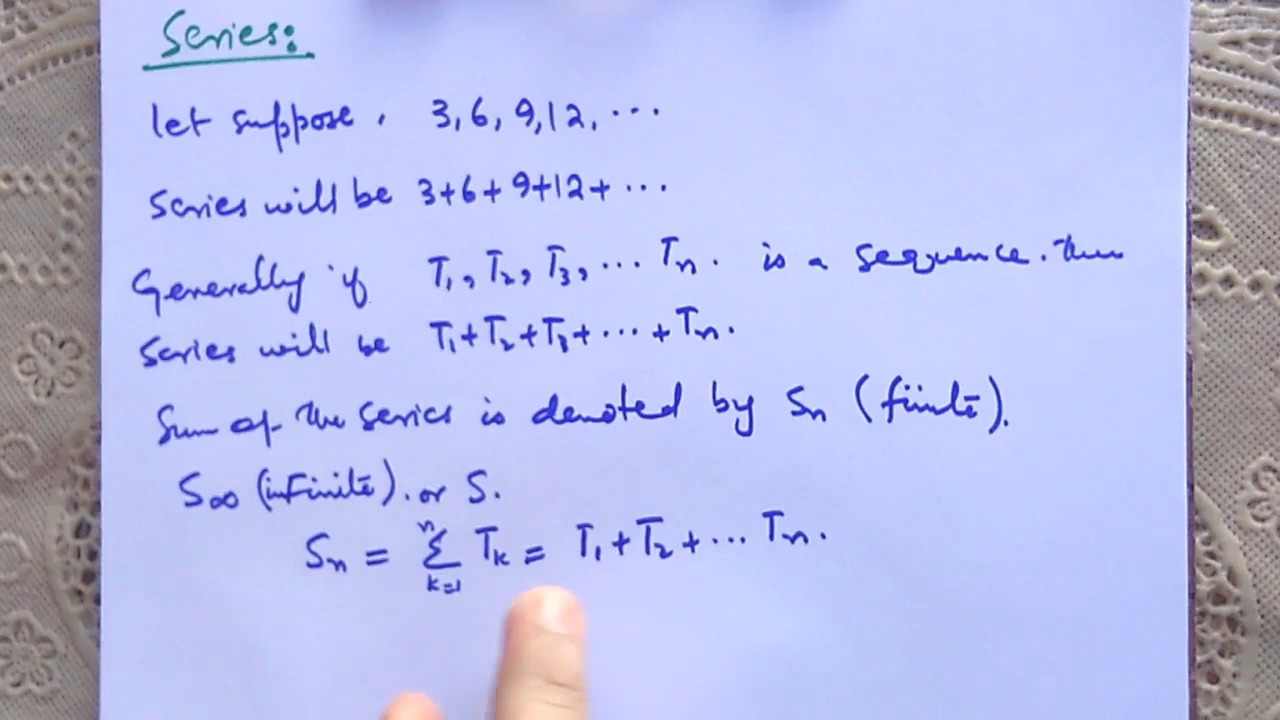 Series:
let suppose, 3, 6, 9, 12, ...
series will be 3+6+9+12+ ...
Generally if T₁, T₂, T₃, ... Tₙ. is a sequence. then
series will be T₁+T₂+T₃+ ... +Tₙ.
Sum of the series is denoted by Sₙ (finite).
S∞ (infinite). or S.
Sₙ = ∑ₖ₌₁ⁿ Tₖ = T₁+T₂+ ... Tₙ.